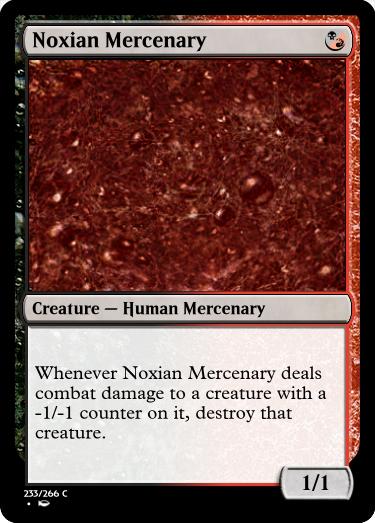 Noxian Mercenary
Creature — Human Mercenary
Whenever Noxian Mercenary deals
combat damage to a creature with a
-1/-1 counter on it, destroy that
creature.
1/1
233/266 C